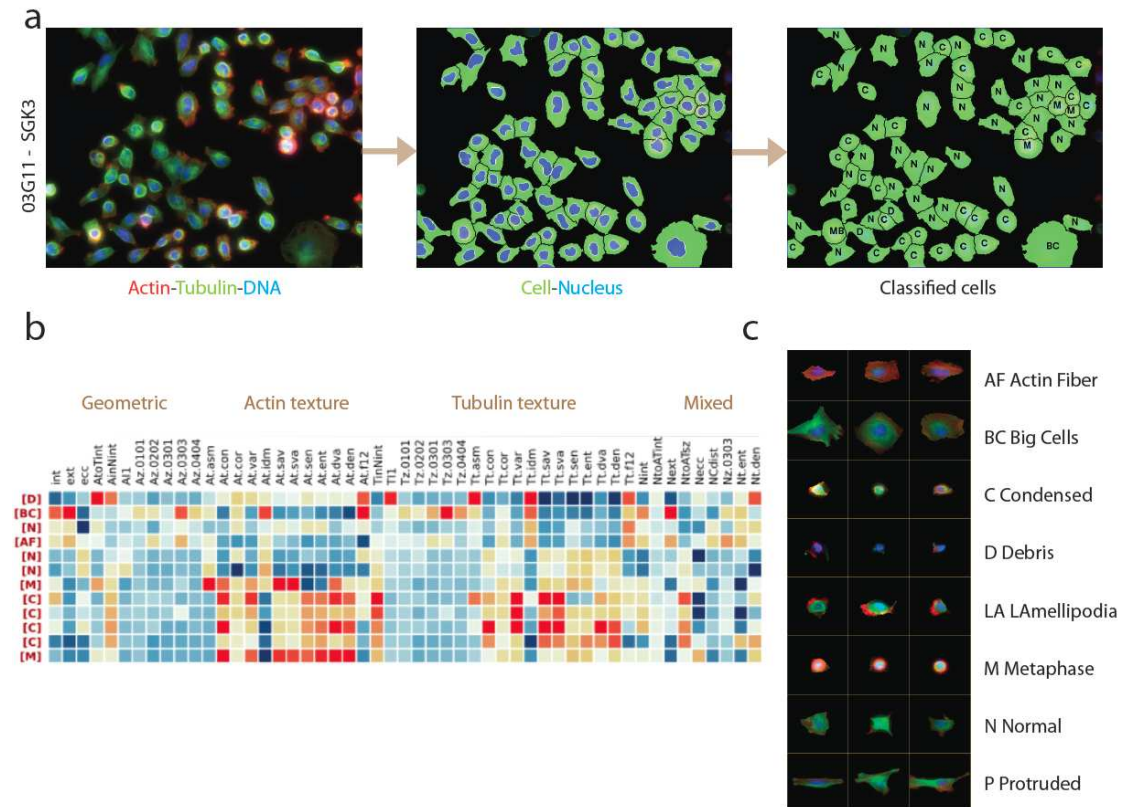 a
03G11 - SGK3
Actin-Tubulin-DNA
Cell-Nucleus
Classified cells
b
Geometric
Actin texture
Tubulin texture
Mixed
int
ext
ecc
AtoTint
AinNint
AI1
Az.0101
Az.0202
Az.0301
Az.0303
Az.0404
At.asm
At.con
At.cor
At.var
At.idm
At.sav
At.sva
At.sen
At.ent
At.dva
At.den
At.f12
TinNint
TI1
Tz.0101
Tz.0202
Tz.0301
Tz.0303
Tz.0404
Tt.asm
Tt.con
Tt.cor
Tt.var
Tt.idm
Tt.sav
Tt.sva
Tt.sen
Tt.ent
Tt.dva
Tt.den
Tt.f12
Nint
Next
NtoATint
NtoATsz
Necc
NCdist
Nz.0303
Nt.ent
Nt.den
[D]
[BC]
[N]
[AF]
[N]
[N]
[M]
[C]
[C]
[C]
[C]
[M]
c
AF Actin Fiber
BC Big Cells
C Condensed
D Debris
LA LAmellipodia
M Metaphase
N Normal
P Protruded